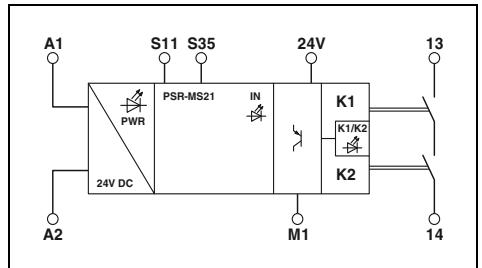 A1 S11 S35 24V 13
PSR-MS21 IN K1
PWR K1/K2
24V DC K2
A2 M1 14